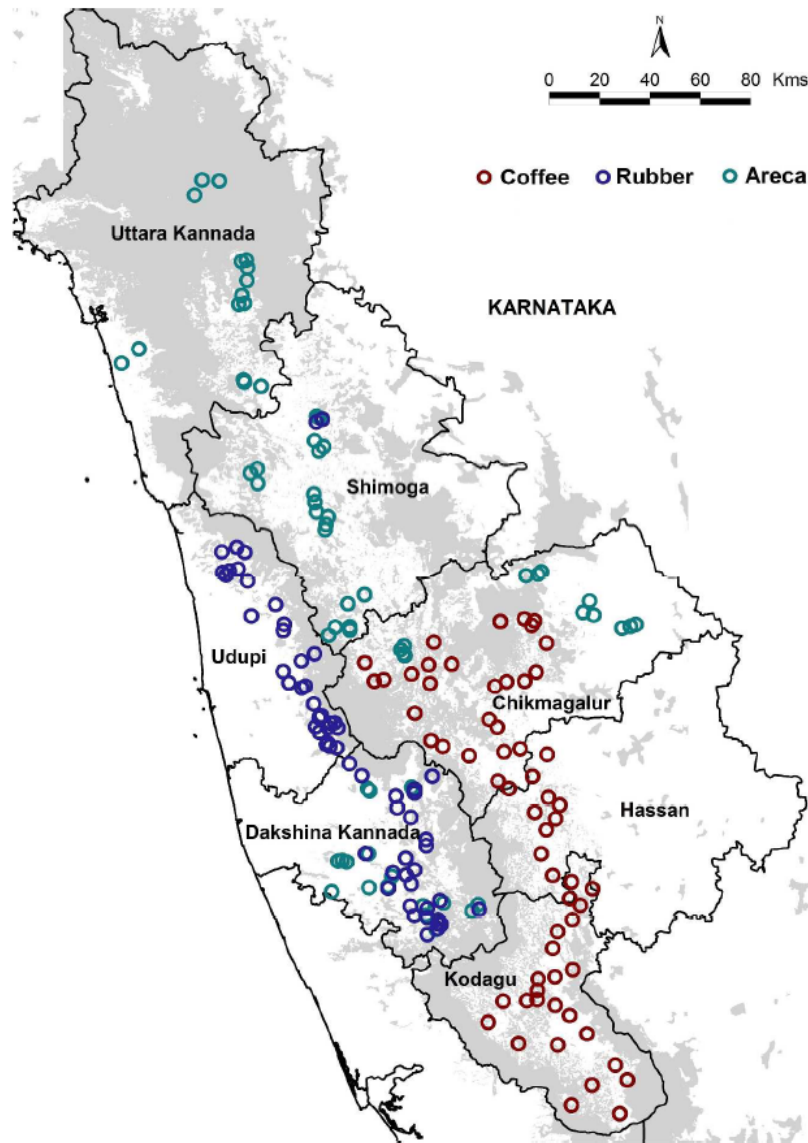 N
0 20 40 60 80 Kms
Coffee Rubber Areca
Uttara Kannada
KARNATAKA
Shimoga
Udupi
Chikmagalur
Hassan
Dakshina Kannada
Kodagu